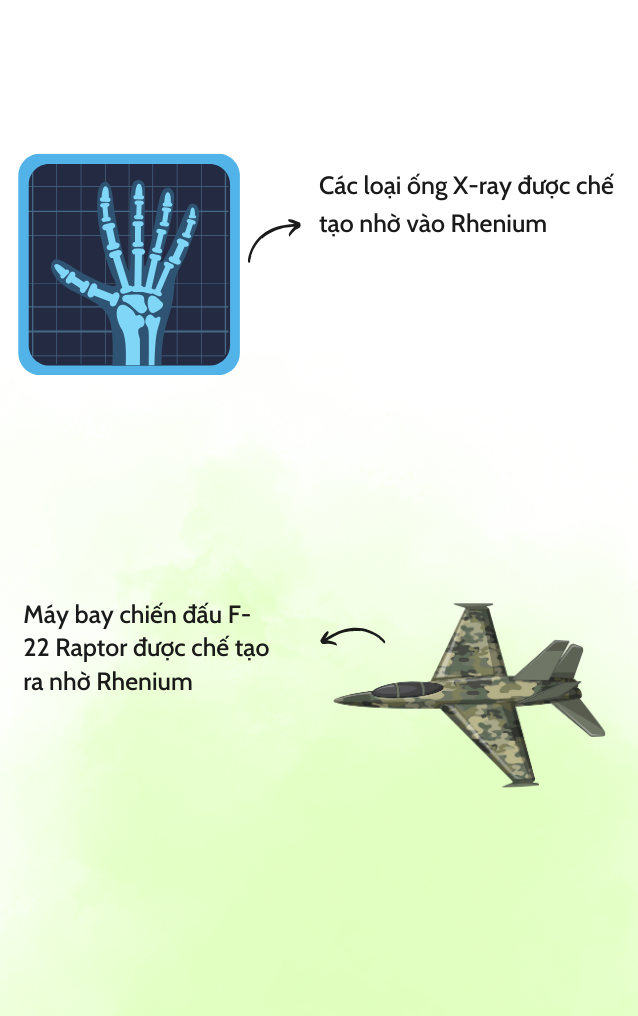 Các loại ống X-ray được chế
tạo nhờ vào Rhenium
Máy bay chiến đấu F-
22 Raptor được chế tạo
ra nhờ Rhenium